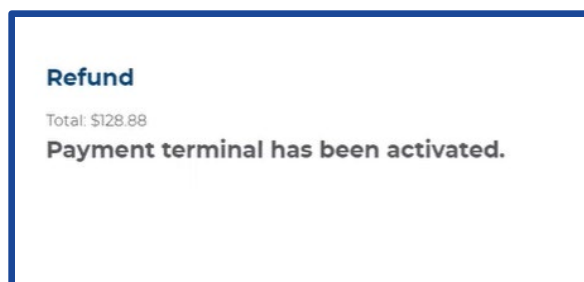 Refund
Total: $128.88
Payment terminal has been activated.